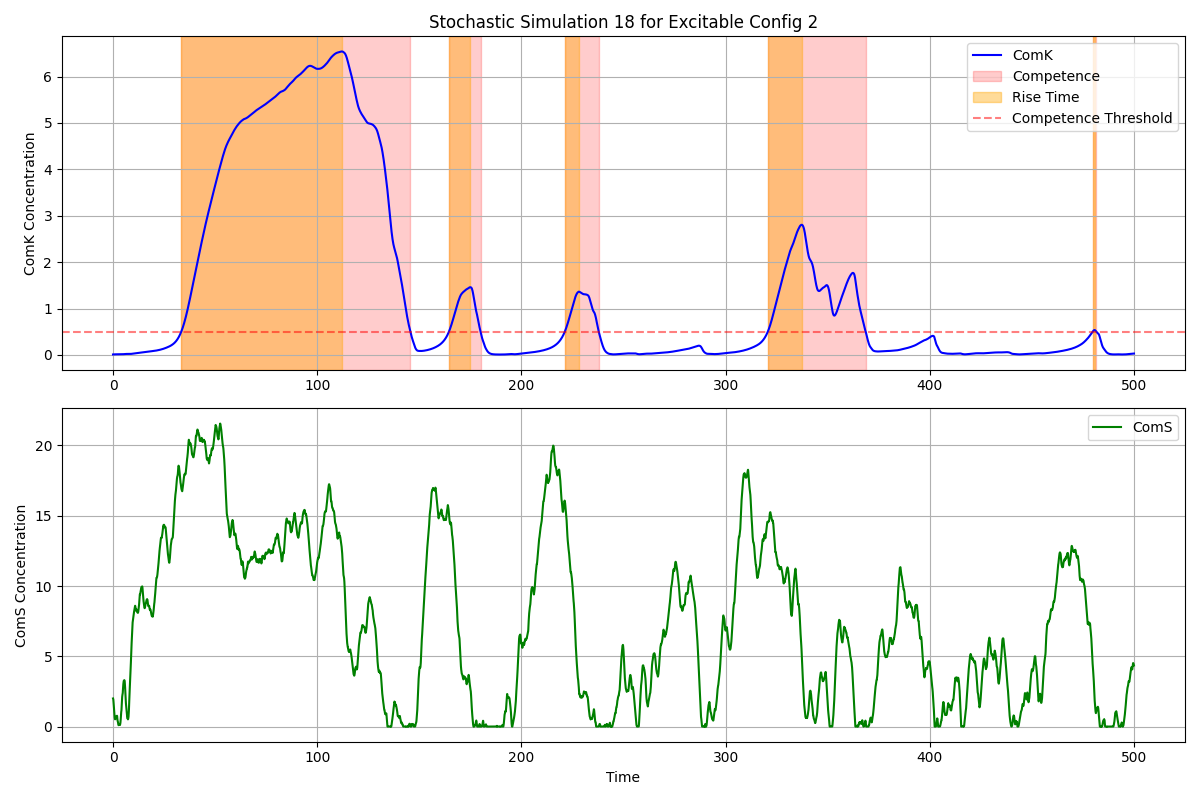 Stochastic Simulation 18 for Excitable Config 2
ComK Concentration
6
5
4
3
2
1
0
ComK
Competence
Rise Time
Competence Threshold
0 100 200 300 400 500
ComS Concentration
20
15
10
5
0
ComS
0 100 200 300 400 500
Time